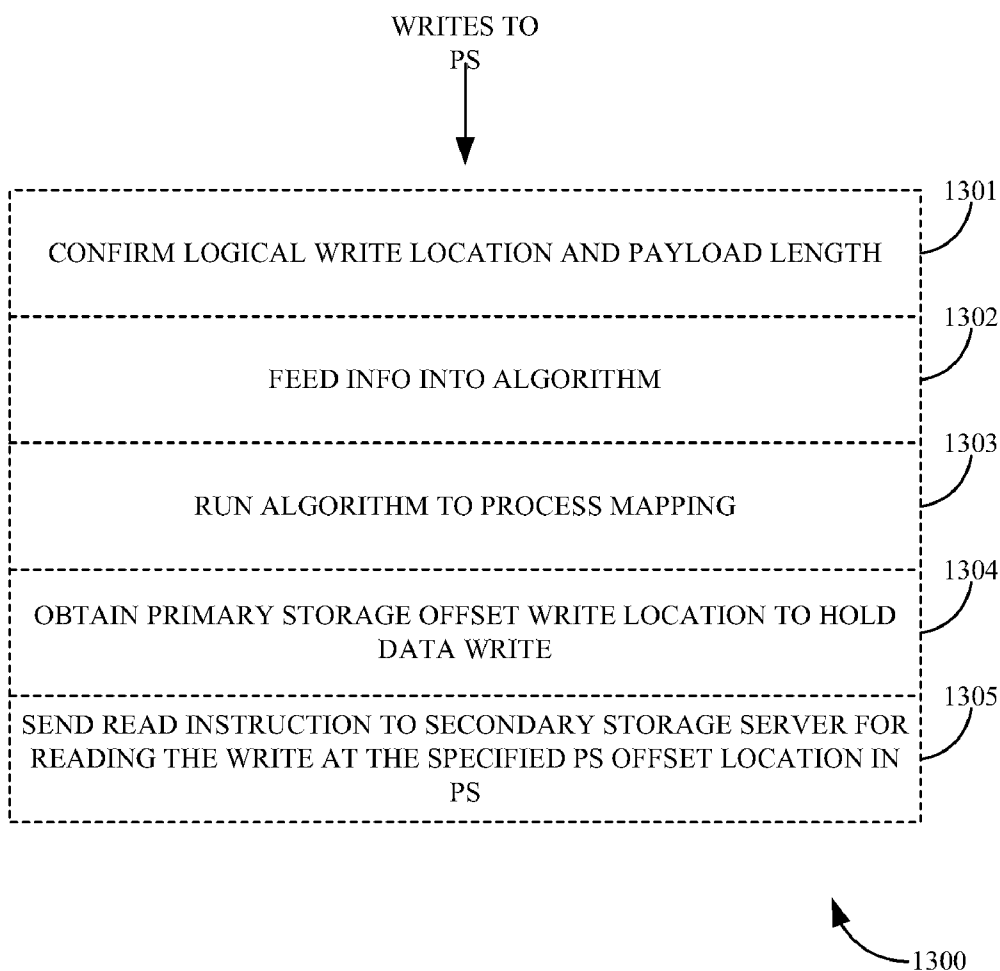 WRITES TO
PS
1301
CONFIRM LOGICAL WRITE LOCATION AND PAYLOAD LENGTH
1302
FEED INFO INTO ALGORITHM
1303
RUN ALGORITHM TO PROCESS MAPPING
1304
OBTAIN PRIMARY STORAGE OFFSET WRITE LOCATION TO HOLD
DATA WRITE
1305
SEND READ INSTRUCTION TO SECONDARY STORAGE SERVER FOR
READING THE WRITE AT THE SPECIFIED PS OFFSET LOCATION IN
PS
1300